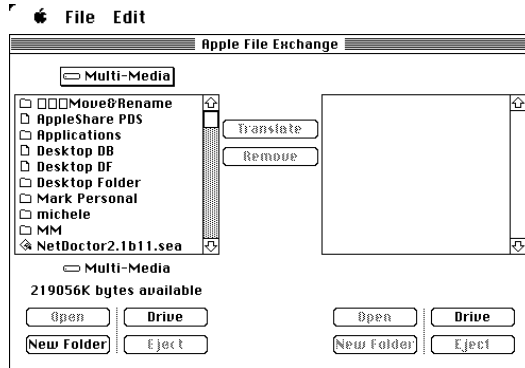 File Edit
Apple File Exchange
Multi-Media
Move&Rename
AppleShare PDS
Applications
Desktop DB
Desktop DF
Desktop Folder
Mark Personal
michele
MM
NetDoctor2.1b11.sea
Translate
Remove
Multi-Media
219056K bytes available
Open Drive
New Folder Eject
Open Drive
New Folder Eject